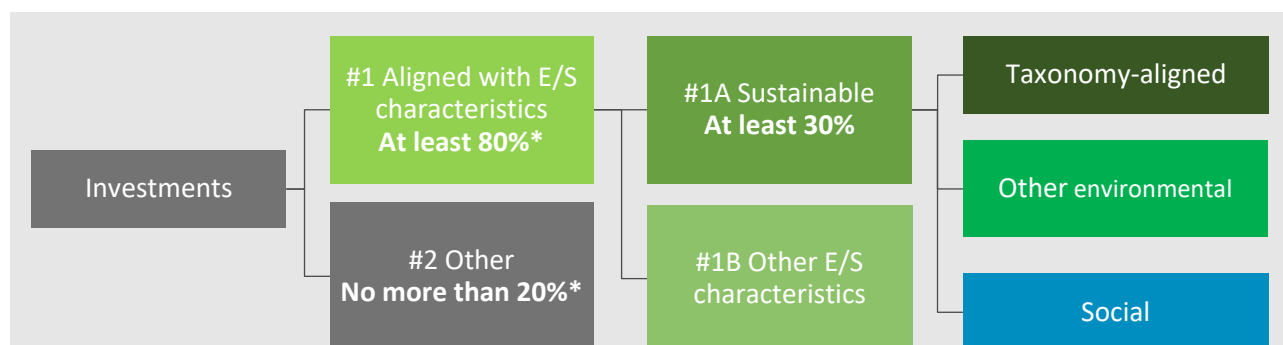 Investments
#1 Aligned with E/S
characteristics
At least 80%*
#2 Other
No more than 20%*
#1A Sustainable
At least 30%
#1B Other E/S
characteristics
Taxonomy-aligned
Other environmental
Social